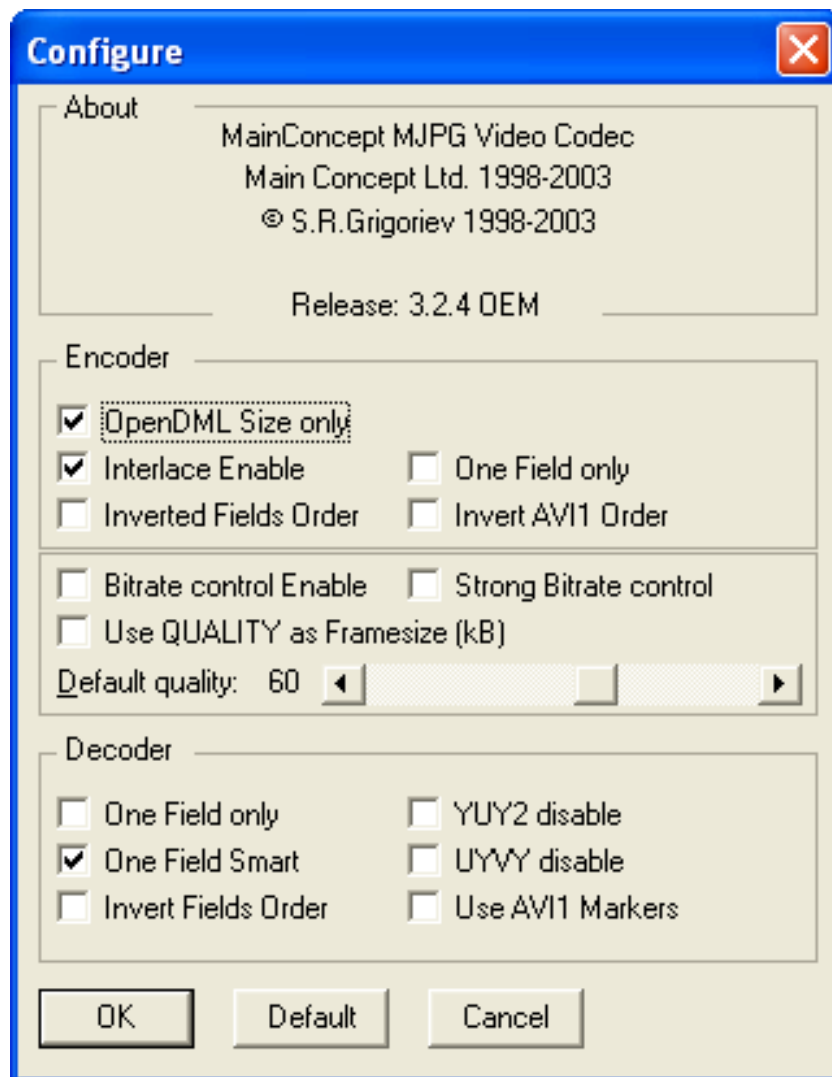 Configure
About
MainConcept MJPG Video Codec
Main Concept Ltd. 1998-2003
© S.R.Grigoriev 1998-2003
Release: 3.2.4 OEM
Encoder
OpenDML Size only
Interlace Enable One Field only
Inverted Fields Order Invert AVI1 Order
Bitrate control Enable Strong Bitrate control
Use QUALITY as Framesize (kB)
Default quality: 60
Decoder
One Field only YUY2 disable
One Field Smart UYVY disable
Invert Fields Order Use AVI1 Markers
OK Default Cancel